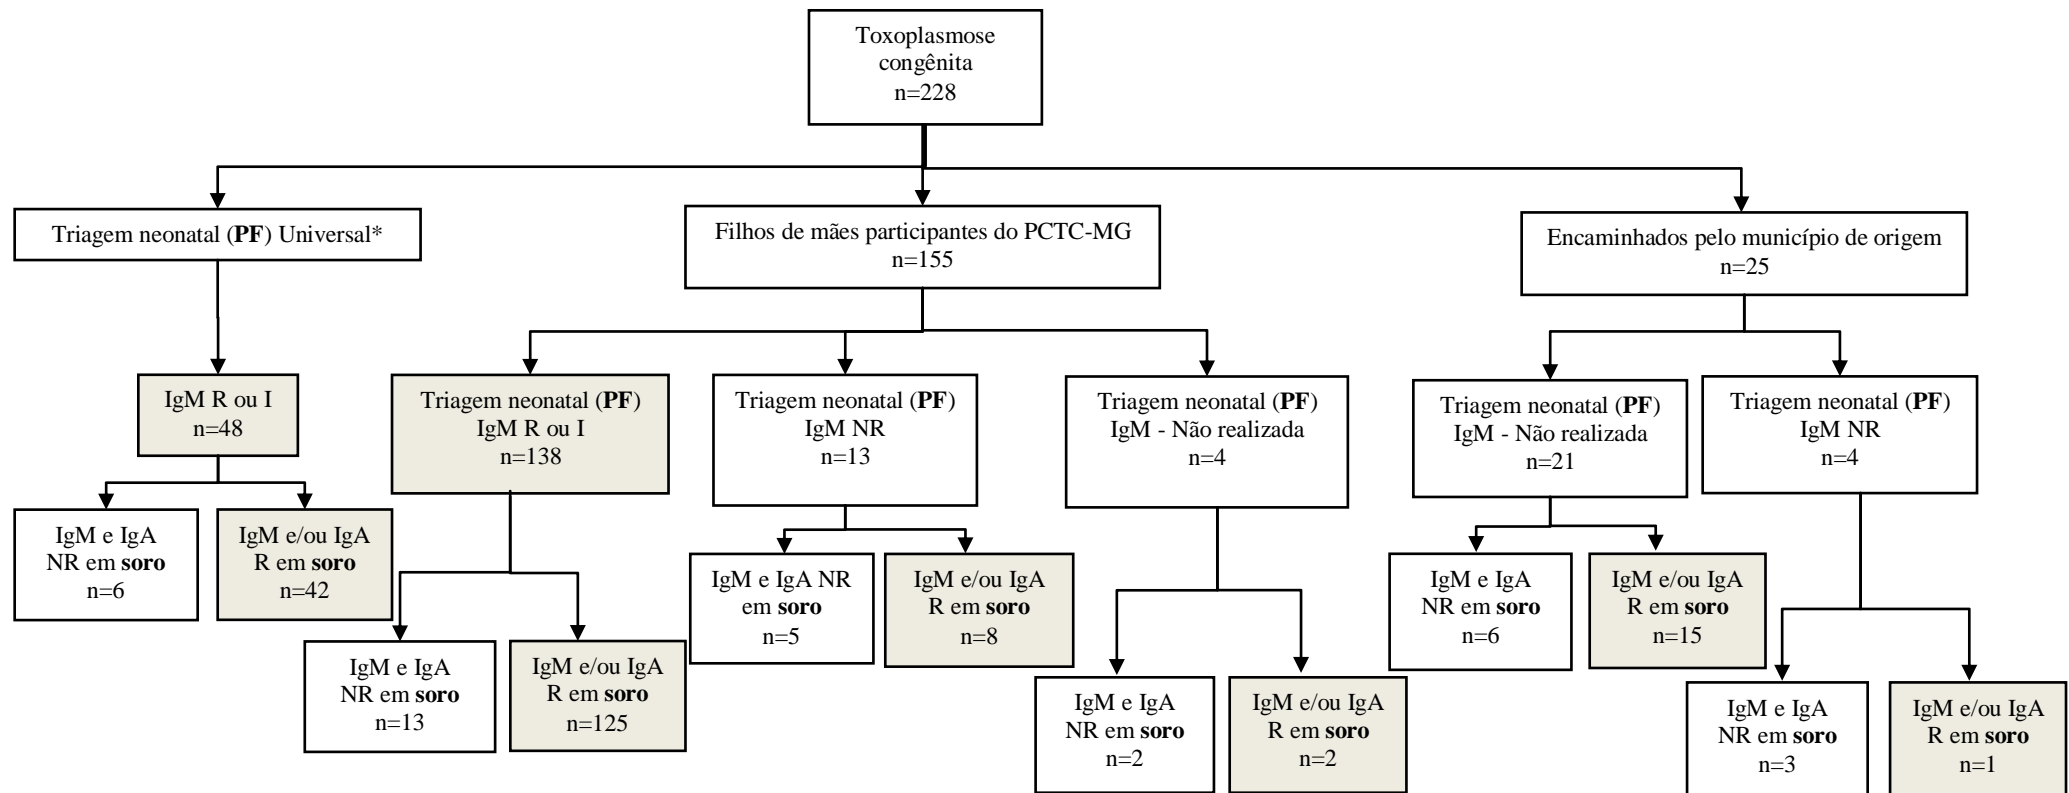 Toxoplasmose
congênita
n=228
Triagem neonatal (PF) Universal*
Filhos de mães participantes do PCTC-MG
n=155
Encaminhados pelo município de origem
n=25
IgM R ou I
n=48
Triagem neonatal (PF)
IgM R ou I
n=138
Triagem neonatal (PF)
IgM NR
n=13
Triagem neonatal (PF)
IgM - Não realizada
n=4
Triagem neonatal (PF)
IgM - Não realizada
n=21
Triagem neonatal (PF)
IgM NR
n=4
IgM e IgA
NR em soro
n=6
IgM e/ou IgA
R em soro
n=42
IgM e IgA
NR em soro
n=13
IgM e/ou IgA
R em soro
n=125
IgM e IgA NR
em soro
n=5
IgM e/ou IgA
R em soro
n=8
IgM e IgA
NR em soro
n=2
IgM e/ou IgA
R em soro
n=2
IgM e IgA
NR em soro
n=6
IgM e/ou IgA
R em soro
n=15
IgM e IgA
NR em soro
n=3
IgM e/ou IgA
R em soro
n=1